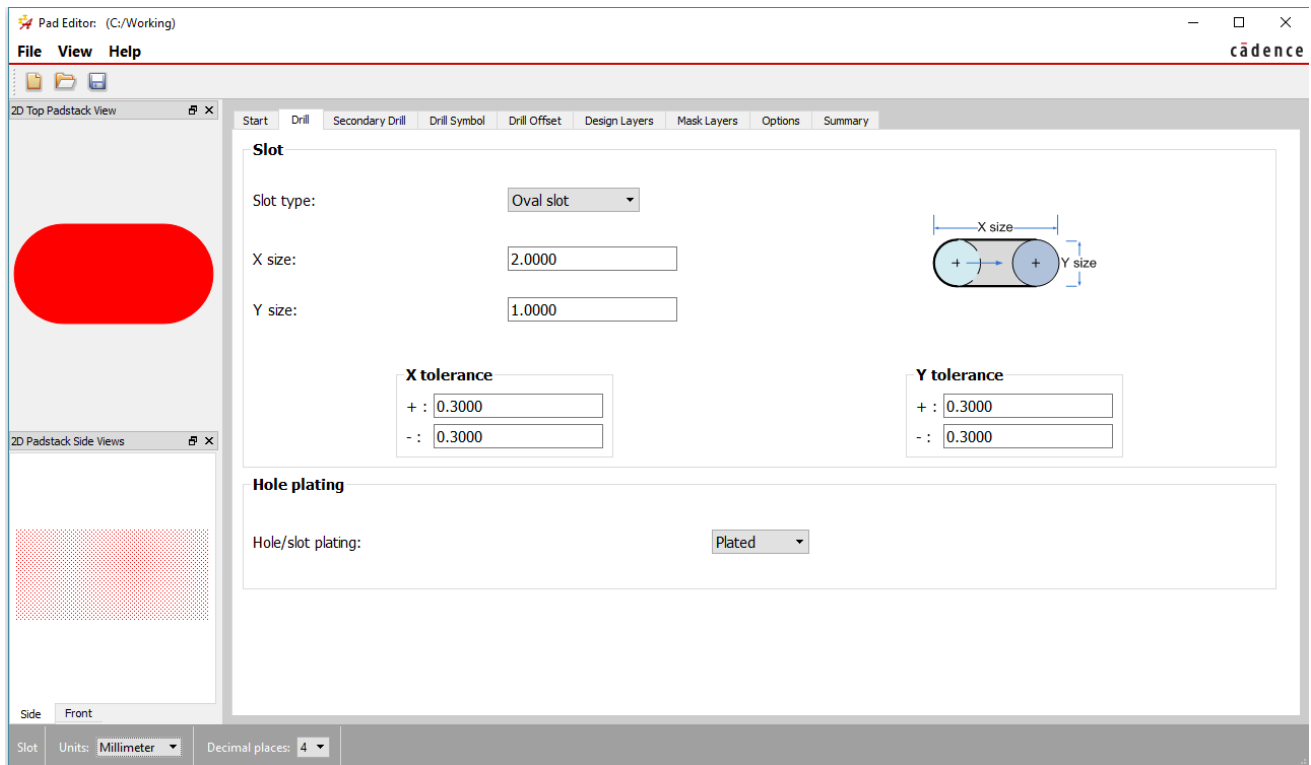 Pad Editor: (C:/Working)
File View Help
cādence
2D Top Padstack View
Start Drill Secondary Drill Drill Symbol Drill Offset Design Layers Mask Layers Options Summary
Slot
Slot type: Oval slot
X size: 2.0000
Y size: 1.0000
X size
Y size
X tolerance
+ : 0.3000
- : 0.3000
Y tolerance
+ : 0.3000
- : 0.3000
2D Padstack Side Views
Hole plating
Hole/slot plating: Plated
Side Front
Slot Units: Millimeter Decimal places: 4